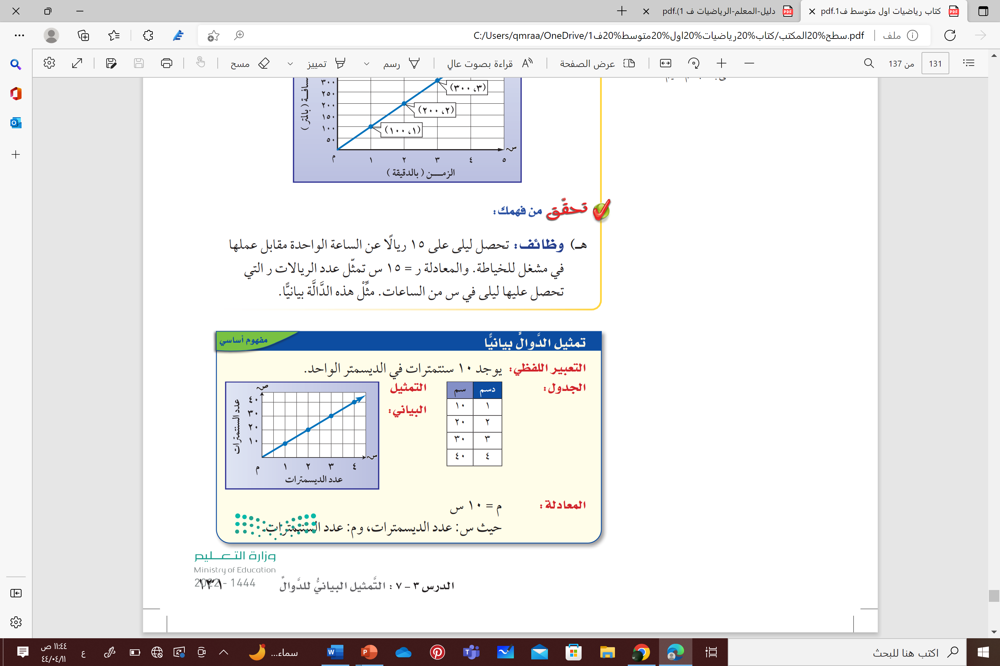 كتاب رياضيات اول متوسط ف1.pdf
دليل-المعلم-الرياضيات ف 1).pdf
ملف
C:/Users/qmraa/OneDrive/سطح%20المكتب/كتاب%20رياضيات%20اول%20متوسط%20ف1.pdf
131
من 137
عرض الصفحة
قراءة بصوت عالٍ
رسم
تمييز
مسح
٣٠٠
٢٥٠
٢٠٠
١٥٠
١٠٠
٥٠
(بالمتر)
(٣، ٣٠٠)
(٢، ٢٠٠)
(١، ١٠٠)
س
م ١ ٢ ٣ ٤ ٥
الزمــن (بالدقيقة)
تحقّق من فهمك:
هـ) وظائف: تحصل ليلى على ١٥ ريالًا عن الساعة الواحدة مقابل عملها
في مشغل للخياطة. والمعادلة ر = ١٥ س تمثّل عدد الريالات ر التي
تحصل عليها ليلى في س من الساعات. مثِّلْ هذه الدَّالَّة بيانيًّا.
تمثيل الدَّوالِّ بيانيًّا
مفهوم أساسي
التعبير اللفظي: يوجد ١٠ سنتمترات في الديسمتر الواحد.
الجدول:
دسم سم
١ ١٠
٢ ٢٠
٣ ٣٠
٤ ٤٠
التمثيل
البياني:
ص
عدد السنتمترات
٤٠
٣٠
٢٠
١٠
س
م ١ ٢ ٣ ٤
عدد الديسمترات
المعادلة: م = ١٠ س
حيث س: عدد الديسمترات، وم: عدد السنتمترات.
وزارة التعـــليم
Ministry of Education
2022 - 1444
١٣١
الدرس ٣ – ٧ : التَّمثيل البيانيُّ للدَّوالِّ
اكتب هنا للبحث
سماء...
ع
١١:٤٤ ص
٤٤/٠٤/١١